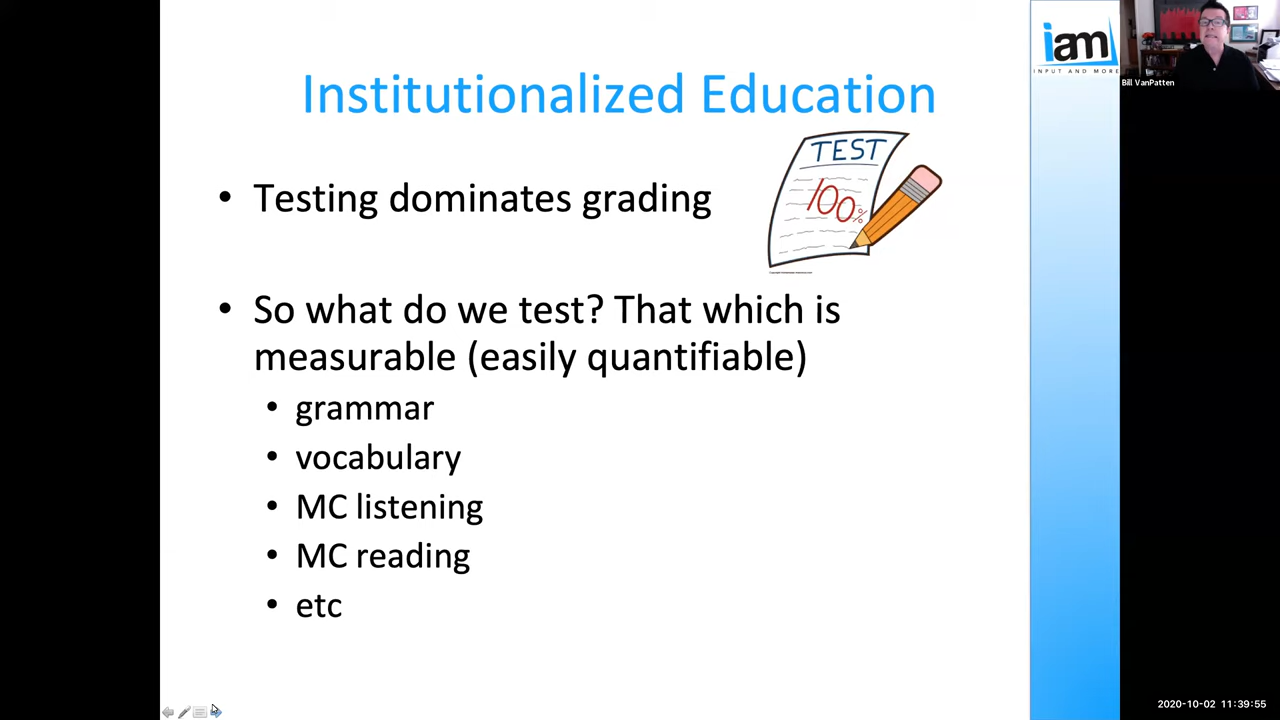 Institutionalized Education
iam
INPUT AND MORE
Bill VanPatten
• Testing dominates grading
TEST
100%
• So what do we test? That which is
measurable (easily quantifiable)
• grammar
• vocabulary
• MC listening
• MC reading
• etc
2020-10-02 11:39:55